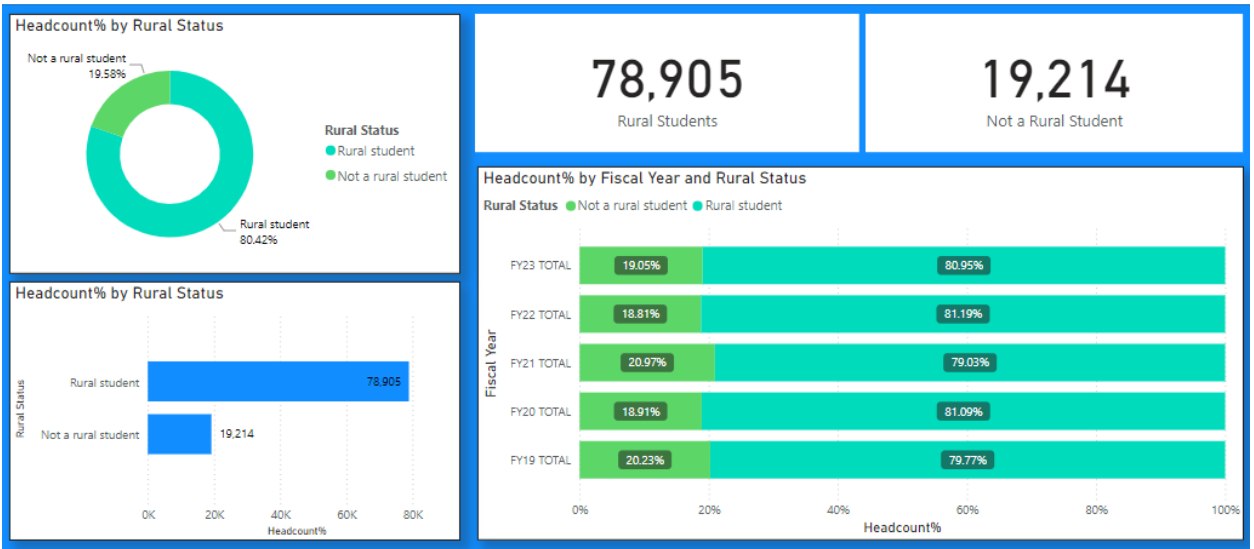 Headcount% by Rural Status
Not a rural student
19.58%
Rural Status
Rural student
Not a rural student
Rural student
80.42%
78,905
Rural Students
19,214
Not a Rural Student
Headcount% by Rural Status
Rural Status
Rural student
78,905
Not a rural student
19,214
0K 20K 40K 60K 80K
Headcount%
Headcount% by Fiscal Year and Rural Status
Rural Status Not a rural student Rural student
Fiscal Year
FY23 TOTAL 19.05% 80.95%
FY22 TOTAL 18.81% 81.19%
FY21 TOTAL 20.97% 79.03%
FY20 TOTAL 18.91% 81.09%
FY19 TOTAL 20.23% 79.77%
0% 20% 40% 60% 80% 100%
Headcount%